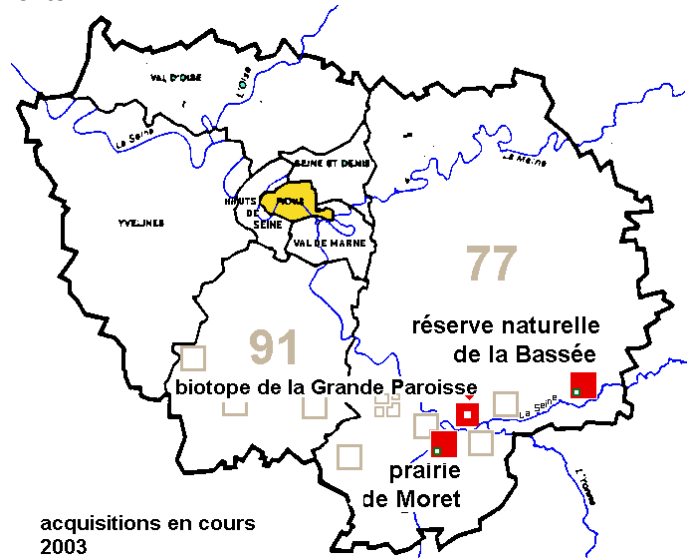 VAL D'OISE
L'Oise
La Seine
SEINE ST DENIS
La Marne
HAUTS
DE
SEINE
YVELINES
VAL DE MARNE
77
réserve naturelle
de la Bassée
91
biotope de la Grande Paroisse
La Seine
prairie
de Moret
L'Yonne
acquisitions en cours
2003